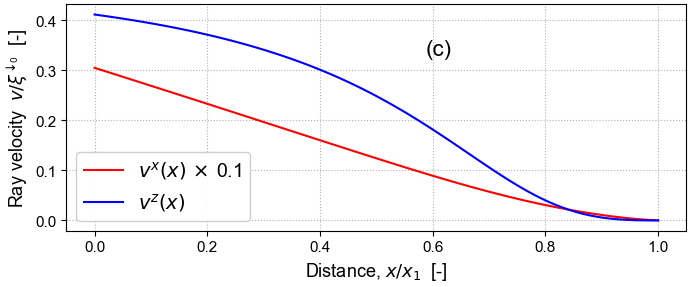 (c)
Ray velocity v/ξ^↓₀ [-]
0.4
0.3
0.2
0.1
0.0
vˣ(x) × 0.1
vᶻ(x)
0.0 0.2 0.4 0.6 0.8 1.0
Distance, x/x₁ [-]